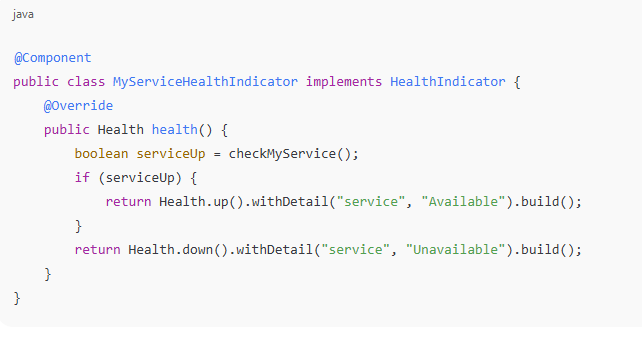 java
@Component
public class MyServiceHealthIndicator implements HealthIndicator {
    @Override
    public Health health() {
        boolean serviceUp = checkMyService();
        if (serviceUp) {
            return Health.up().withDetail("service", "Available").build();
        }
        return Health.down().withDetail("service", "Unavailable").build();
    }
}